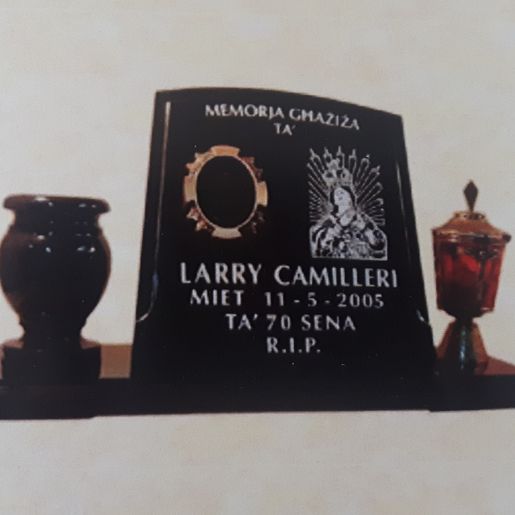 MEMORJA GĦAŻIŻA
TA'
LARRY CAMILLERI
MIET 11-5-2005
TA' 70 SENA
R.I.P.